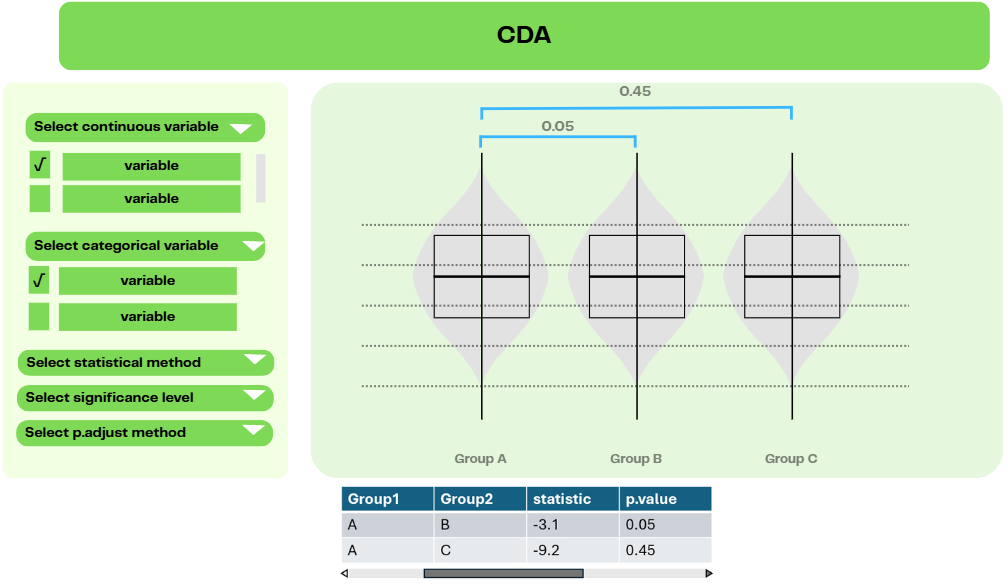 CDA
Select continuous variable
√
variable
variable
Select categorical variable
√
variable
variable
Select statistical method
Select significance level
Select p.adjust method
0.45
0.05
Group A
Group B
Group C
Group1 Group2 statistic p.value
A B -3.1 0.05
A C -9.2 0.45